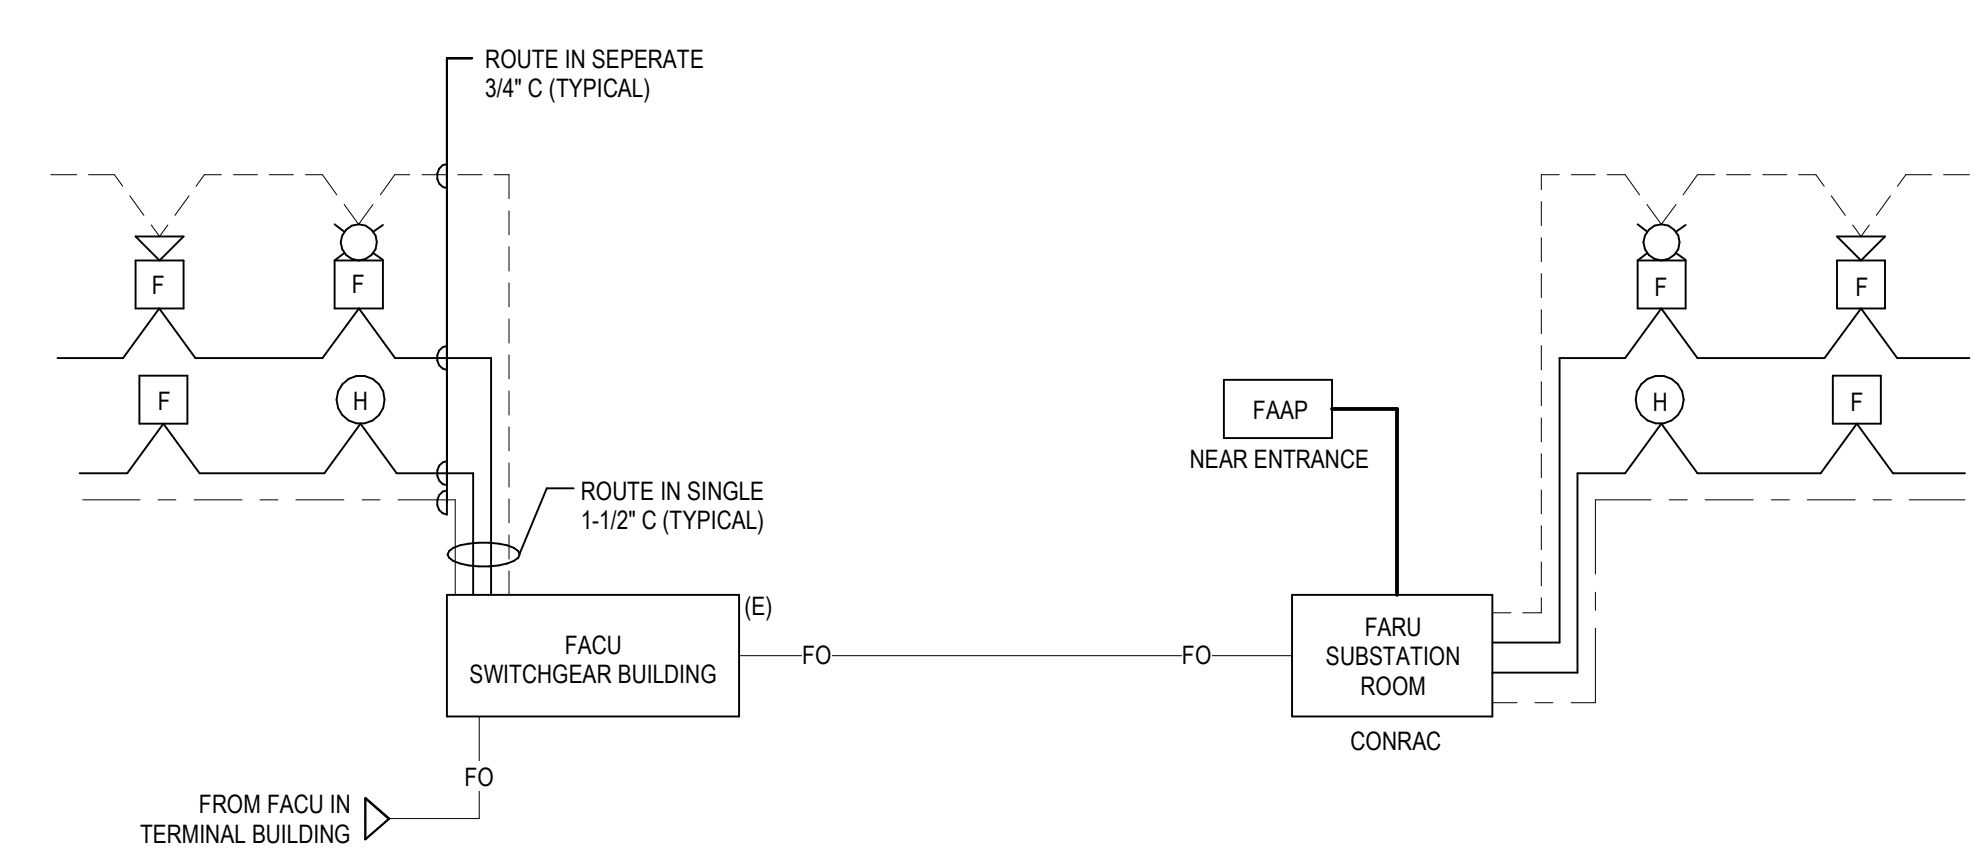 ROUTE IN SEPERATE
3/4" C (TYPICAL)
F
F
F
F
F
H
H
F
FAAP
NEAR ENTRANCE
ROUTE IN SINGLE
1-1/2" C (TYPICAL)
(E)
FACU
SWITCHGEAR BUILDING
FO
FO
FARU
SUBSTATION
ROOM
CONRAC
FO
FROM FACU IN
TERMINAL BUILDING